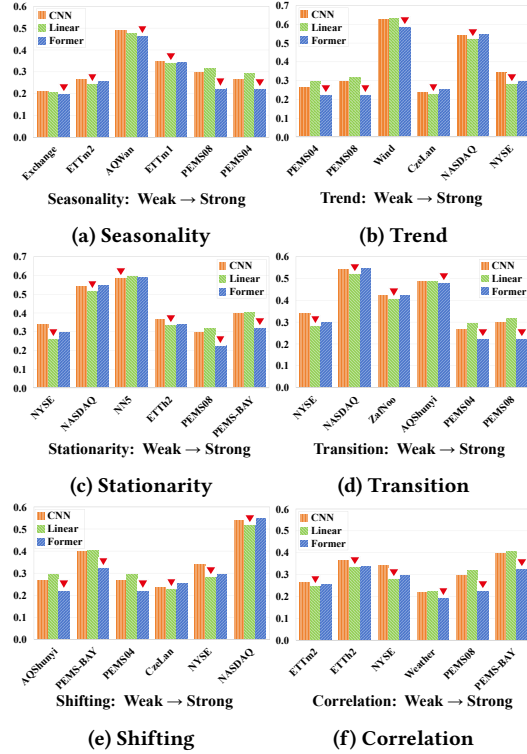 0.6
0.5
0.4
0.3
0.2
0.1
0.0
CNN
Linear
Former
Exchange
ETTm2
AQWan
ETTm1
PEMS08
PEMS04
Seasonality: Weak → Strong
(a) Seasonality
0.7
0.6
0.5
0.4
0.3
0.2
0.1
0.0
CNN
Linear
Former
PEMS04
PEMS08
Wind
CzeLan
NASDAQ
NYSE
Trend: Weak → Strong
(b) Trend
0.7
0.6
0.5
0.4
0.3
0.2
0.1
0.0
CNN
Linear
Former
NYSE
NASDAQ
NN5
ETTh2
PEMS08
PEMS-BAY
Stationarity: Weak → Strong
(c) Stationarity
0.6
0.5
0.4
0.3
0.2
0.1
0.0
CNN
Linear
Former
NYSE
NASDAQ
ZafNoo
AQShunyi
PEMS04
PEMS08
Transition: Weak → Strong
(d) Transition
0.6
0.5
0.4
0.3
0.2
0.1
0.0
CNN
Linear
Former
AQShunyi
PEMS-BAY
PEMS04
CzeLan
NYSE
NASDAQ
Shifting: Weak → Strong
(e) Shifting
0.6
0.5
0.4
0.3
0.2
0.1
0.0
CNN
Linear
Former
ETTm2
ETTh2
NYSE
Weather
PEMS08
PEMS-BAY
Correlation: Weak → Strong
(f) Correlation